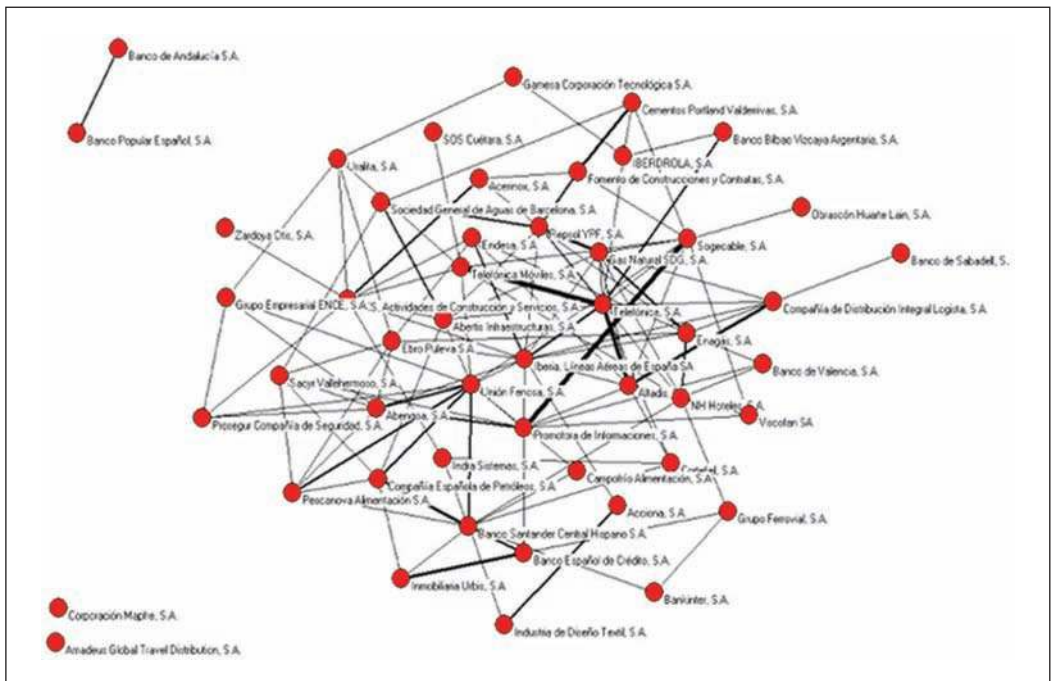 Banco de Andalucía S.A.
Gamesa Corporación Tecnológica S.A.
Cementos Portland Valderrivas, S.A.
Banco Popular Español, S.A
SOS Cuétara, S.A.
Banco Bilbao Vizcaya Argentaria, S.A.
Uralita, S.A
IBERDROLA, S.A
Acerinox, S.A
Fomento de Construcciones y Contratas, S.A.
Sociedad General de Aguas de Barcelona, S.A.
Obrascón Huarte Lain, S.A.
Zardoya Otis, S.A.
Repsol YPF, S.A.
Endesa, S.A
Sogecable, S.A.
Gas Natural SDG, S.A.
Banco de Sabadell, S..
Telefónica Móviles, S.A.
Grupo Empresarial ENCE, S.A.
S. Actividades de Construcción y Servicios, S.A.
Telefónica, S.A.
Compañía de Distribución Integral Logista, S.A.
Abertis Infraestructuras, S.A.
Enagás, S.A.
Ebro Puleva S.A.
Iberia, Líneas Aéreas de España SA
Banco de Valencia, S.A.
Sacyr Vallehermoso, S.A.
Unión Fenosa, S.A.
Altadis, S.A.
NH Hoteles, S.A.
Abengoa, S.A.
Prosegur Compañía de Seguridad, S.A.
Viscofan SA
Promotora de Informaciones, S.A.
Indra Sistemas, S.A.
S.A.
Campofrío Alimentación, S.A
Compañía Española de Petróleos, S.A.
Pescanova Alimentación S.A.
Acciona, S.A.
Grupo Ferrovial, S.A.
Banco Santander Central Hispano S.A.
Banco Español de Crédito, S.A.
Inmobiliaria Urbis, S.A.
Bankinter, S.A.
Corporación Mapfre, S.A.
Industria de Diseño Textil, S.A.
Amadeus Global Travel Distribution, S.A.